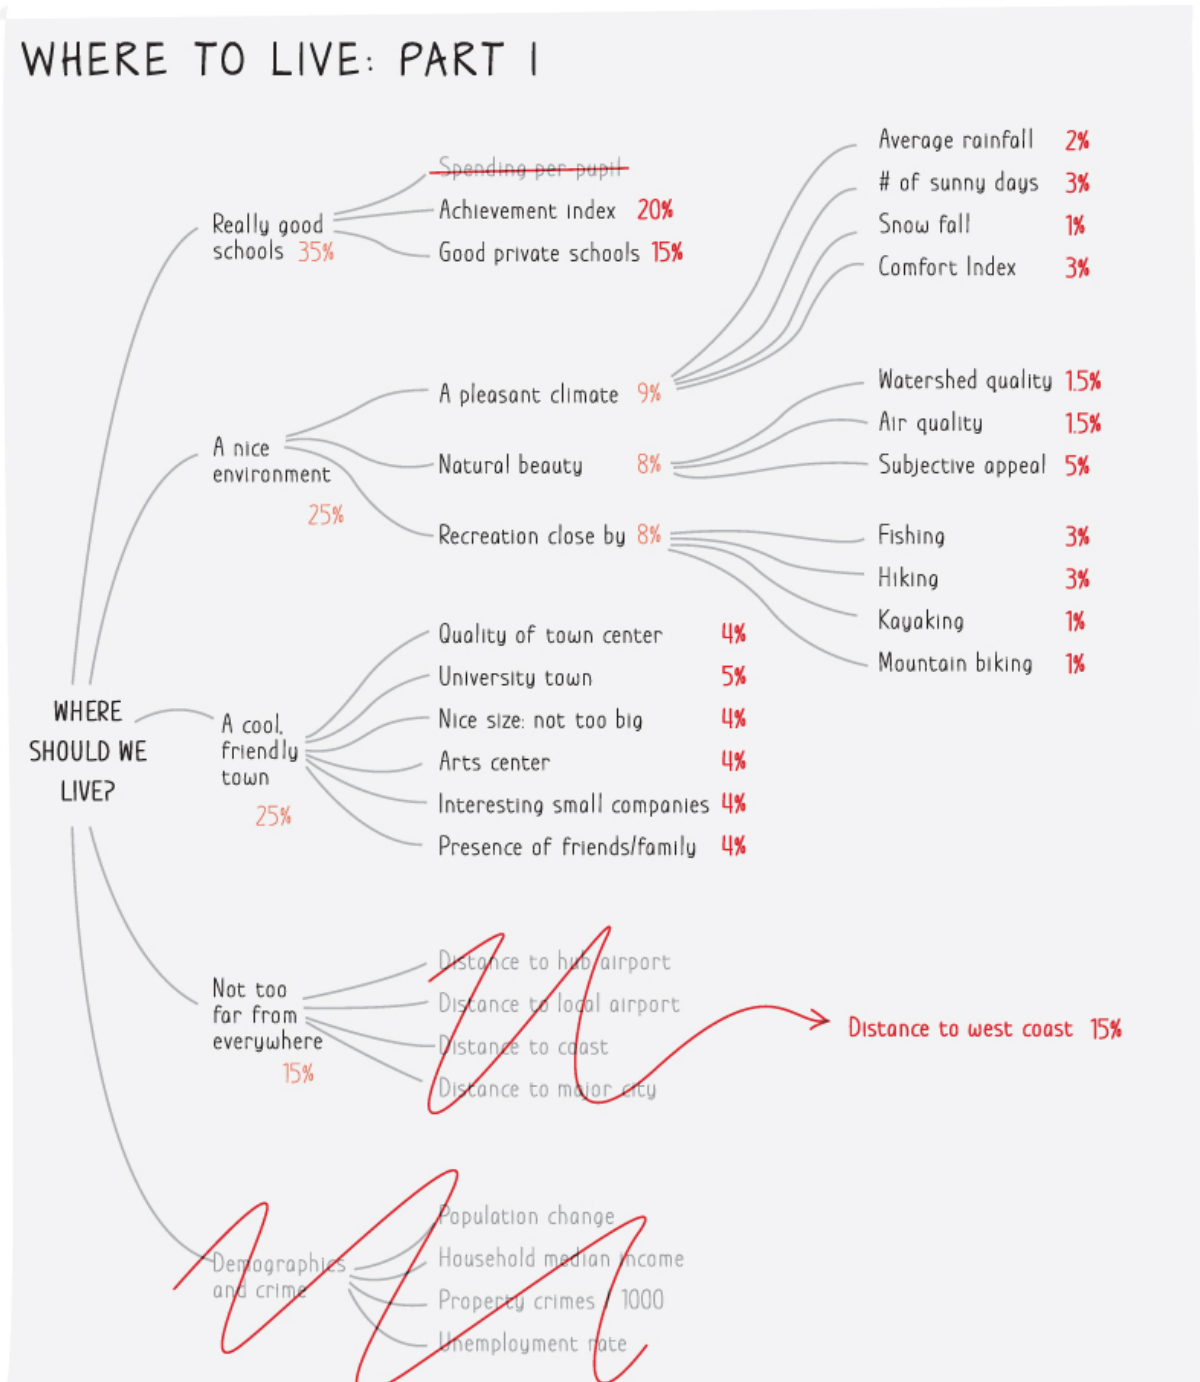 WHERE TO LIVE: PART I
Spending per pupil
Really good
schools 35%
Achievement index 20%
Good private schools 15%
Average rainfall 2%
# of sunny days 3%
Snow fall 1%
Comfort Index 3%
A nice
environment
25%
A pleasant climate 9%
Natural beauty 8%
Recreation close by 8%
Watershed quality 1.5%
Air quality 1.5%
Subjective appeal 5%
Fishing 3%
Hiking 3%
Kayaking 1%
Mountain biking 1%
WHERE
SHOULD WE
LIVE?
A cool,
friendly
town
25%
Quality of town center 4%
University town 5%
Nice size: not too big 4%
Arts center 4%
Interesting small companies 4%
Presence of friends/family 4%
Not too
far from
everywhere
15%
Distance to hub airport
Distance to local airport
Distance to coast
Distance to major city
Distance to west coast 15%
Demographics
and crime
Population change
Household median income
Property crimes / 1000
Unemployment rate